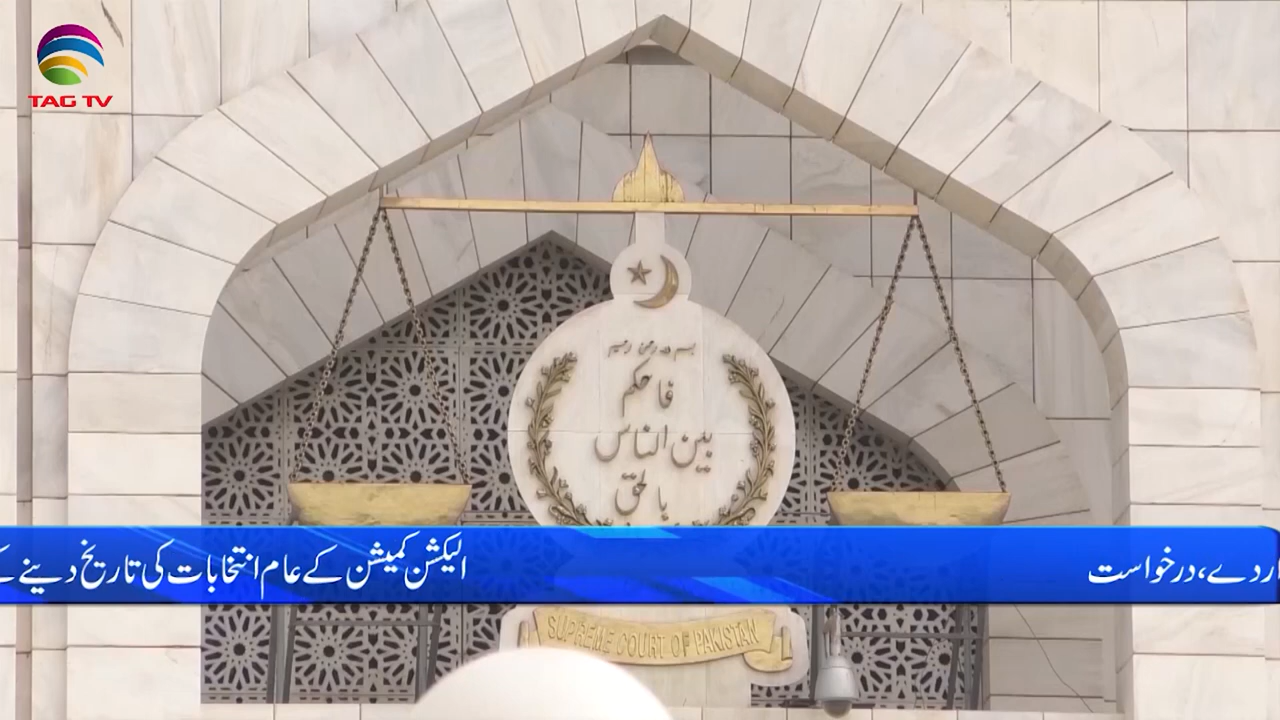 TAG TV
بسم اللہ الرحمن الرحیم
فاحکم
بین الناس
بالحق
الیکشن کمیشن کے عام انتخابات کی تاریخ دینے کے
ار دے، درخواست
SUPREME COURT OF PAKISTAN